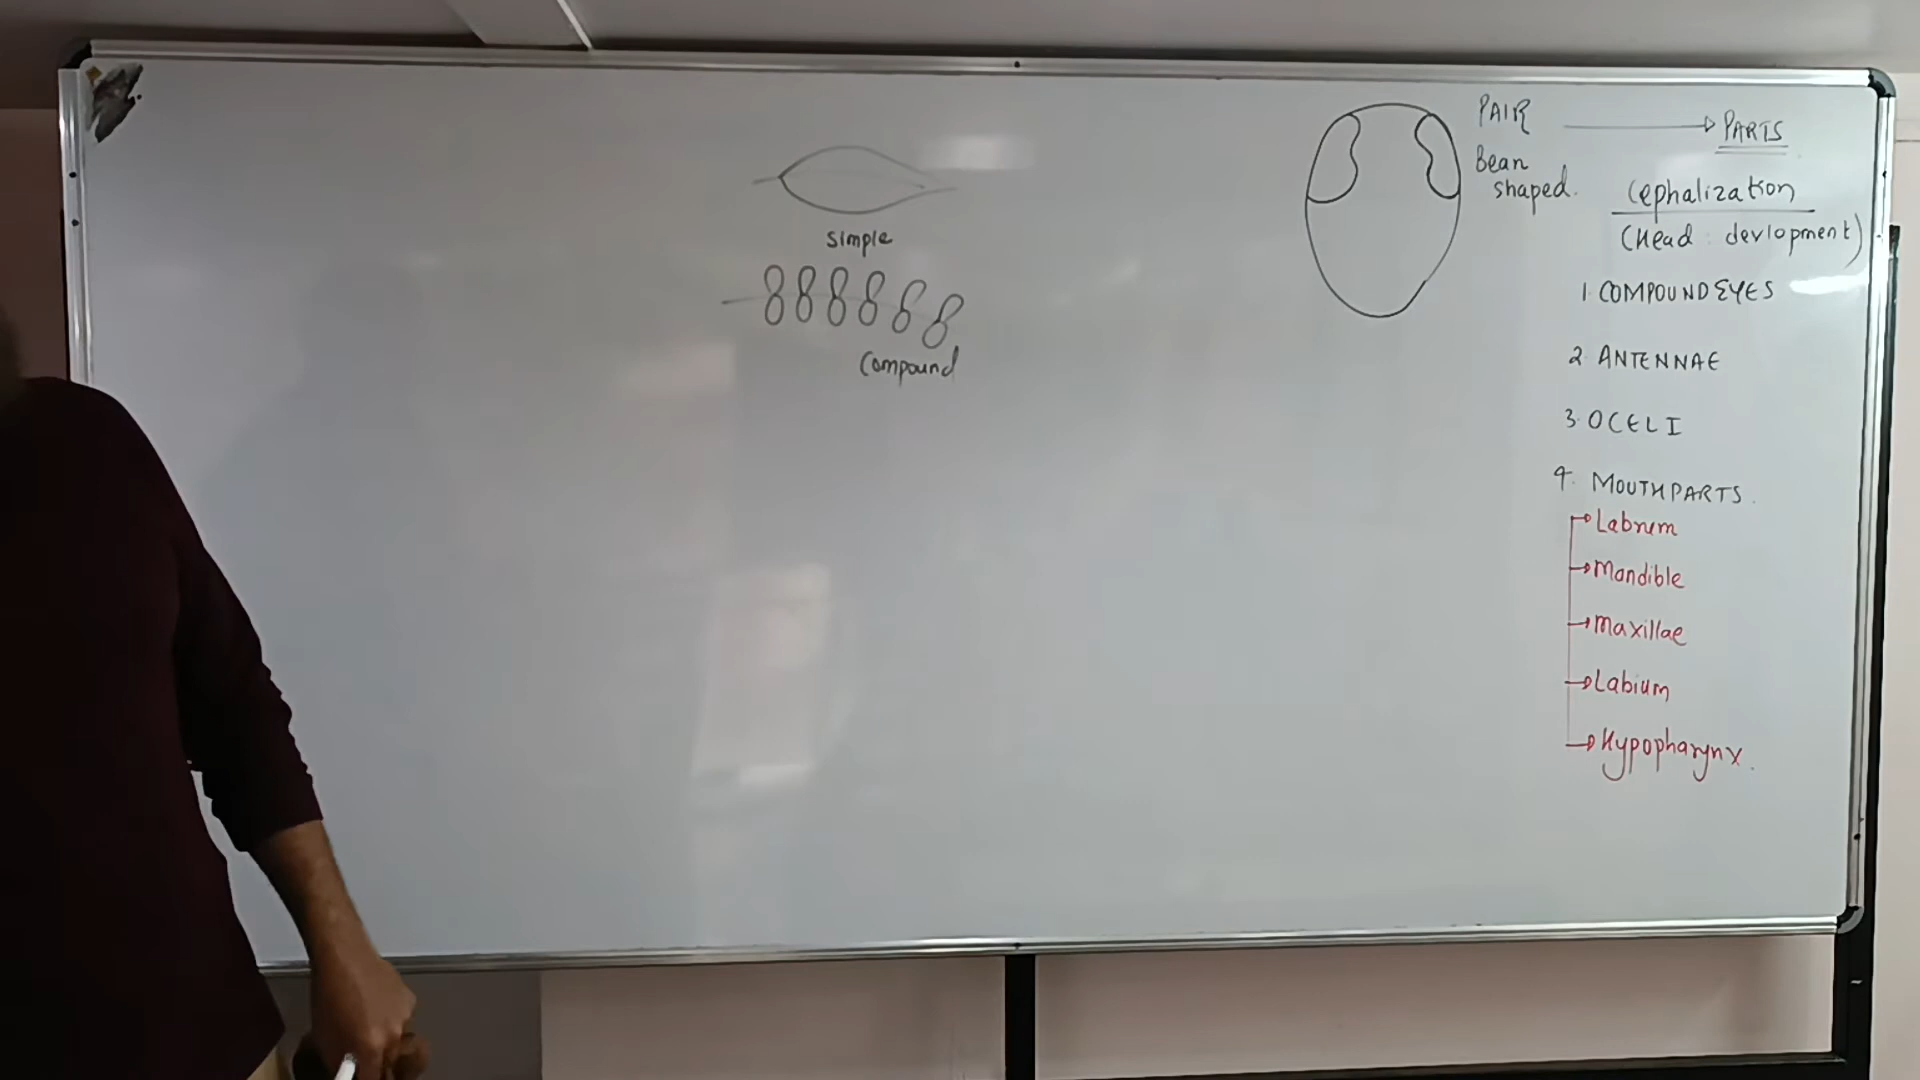 simple
Compound
PAIR
Bean
shaped.
PARTS
Cephalization
(Head : devlopment)
1. COMPOUND EYES
2. ANTENNAE
3. OCELI
4. MOUTHPARTS.
Labrum
Mandible
Maxillae
Labium
Hypopharynx.